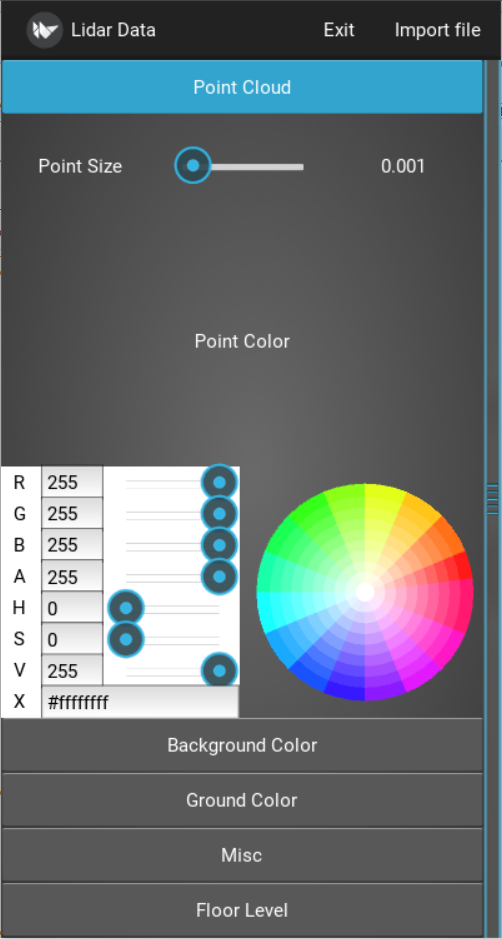 Lidar Data Exit Import file
Point Cloud
Point Size 0.001
Point Color
R 255
G 255
B 255
A 255
H 0
S 0
V 255
X #ffffffff
Background Color
Ground Color
Misc
Floor Level